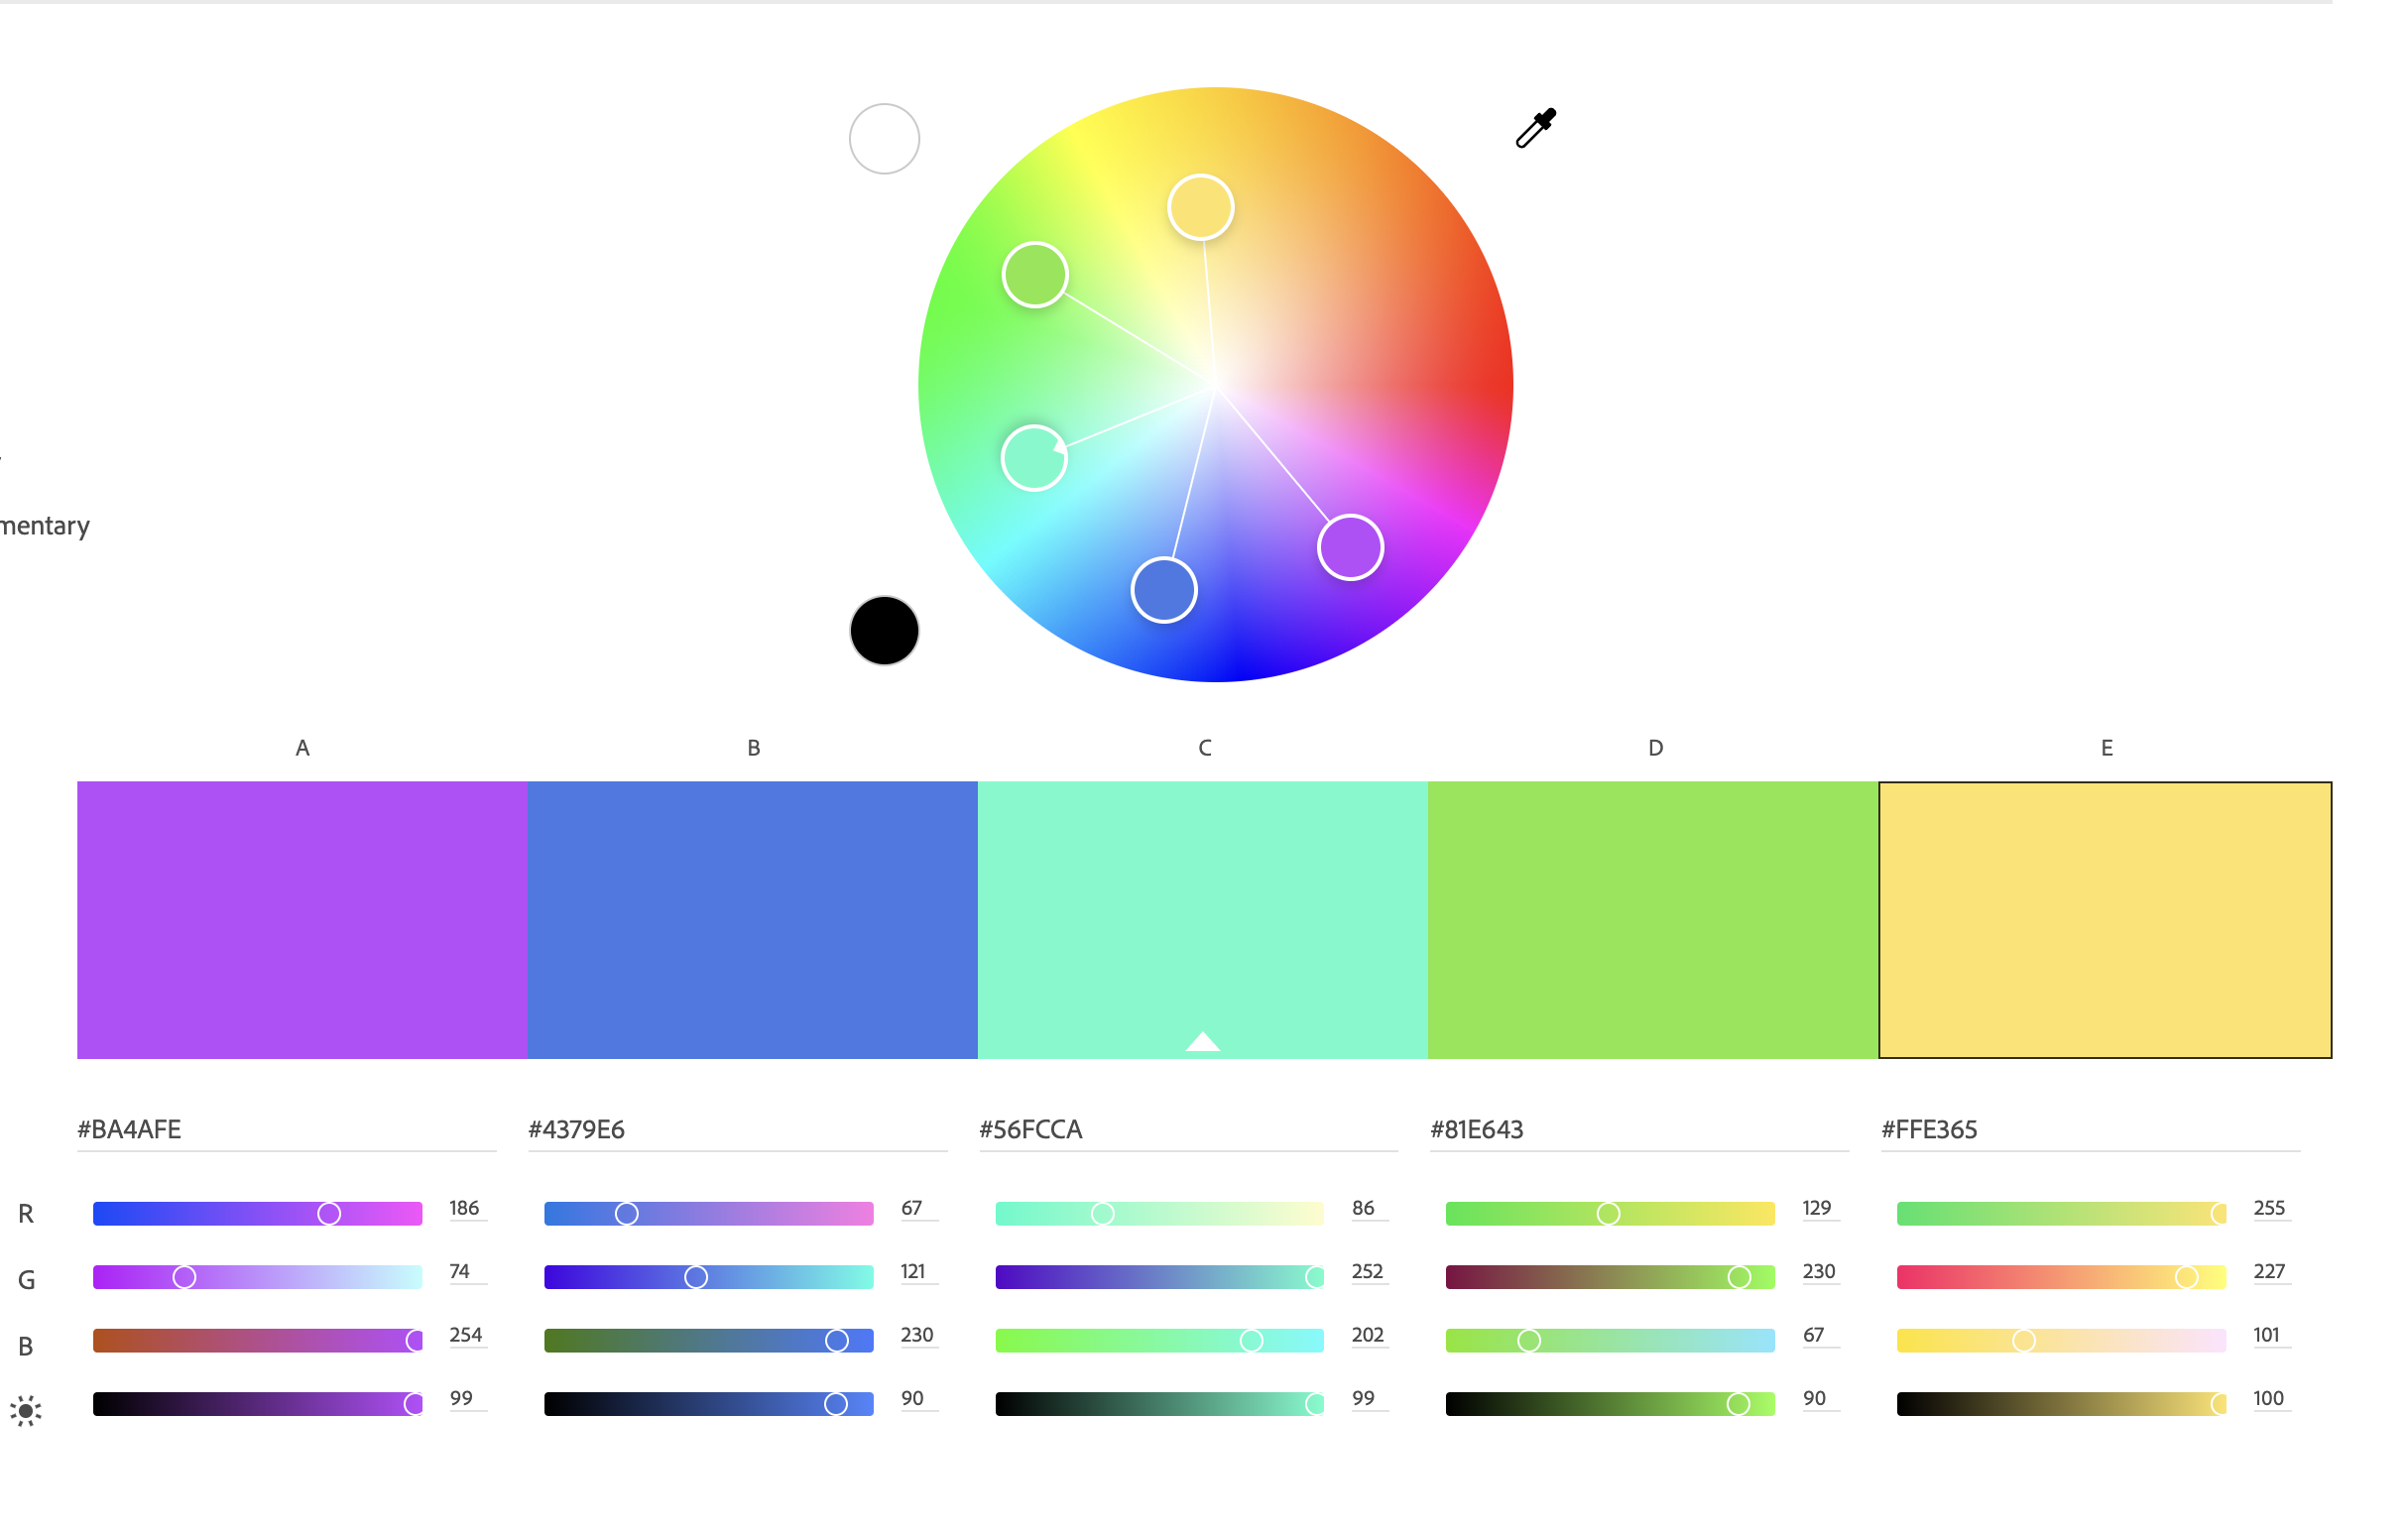 mentary
A B C D E
#BA4AFE #4379E6 #56FCCA #81E643 #FFE365
R 186 67 86 129 255
G 74 121 252 230 227
B 254 230 202 67 101
99 90 99 90 100